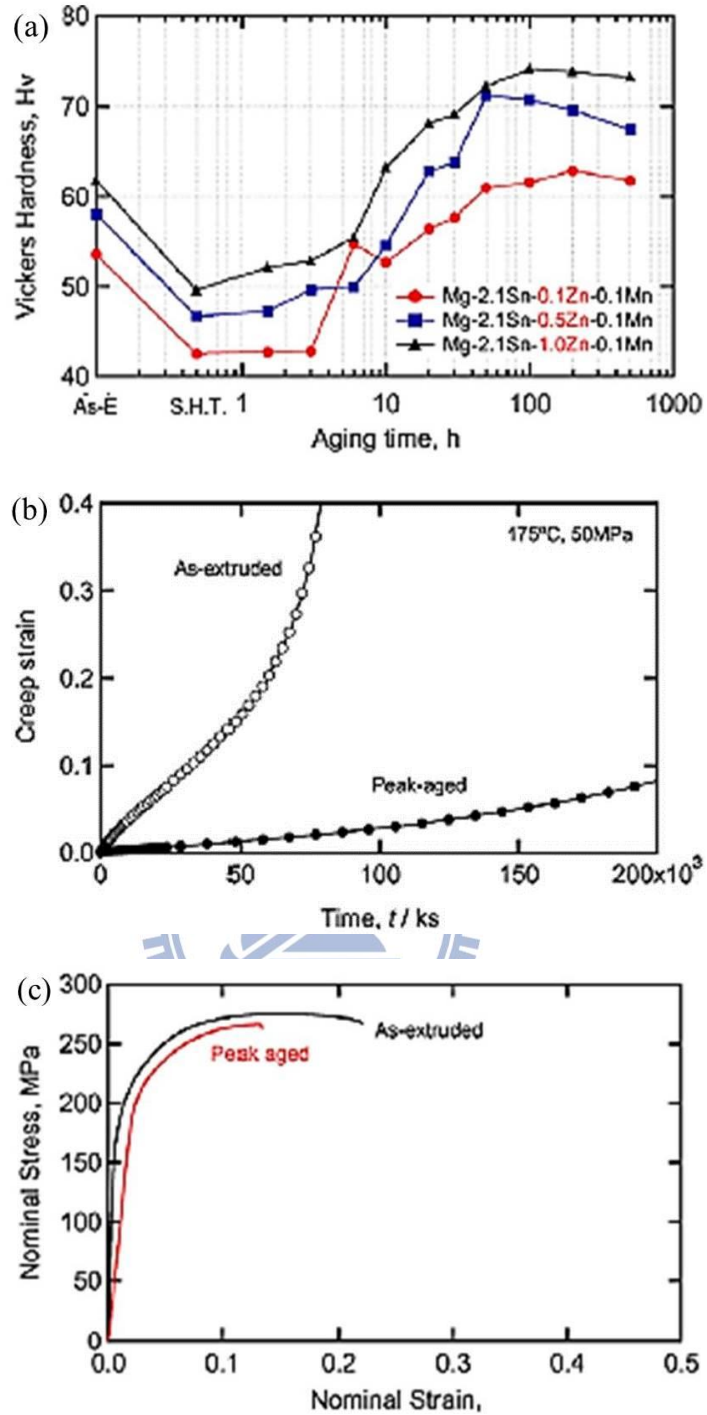 (a)
80
70
60
50
40
Vickers Hardness, Hv
Mg-2.1Sn-0.1Zn-0.1Mn
Mg-2.1Sn-0.5Zn-0.1Mn
Mg-2.1Sn-1.0Zn-0.1Mn
As-E S.H.T. 1 10 100 1000
Aging time, h
(b)
0.4
0.3
0.2
0.1
0.0
Creep strain
175ºC, 50MPa
As-extruded
Peak-aged
0 50 100 150 200x10³
Time, t / ks
(c)
300
250
200
150
100
50
0
Nominal Stress, MPa
As-extruded
Peak aged
0.0 0.1 0.2 0.3 0.4 0.5
Nominal Strain,